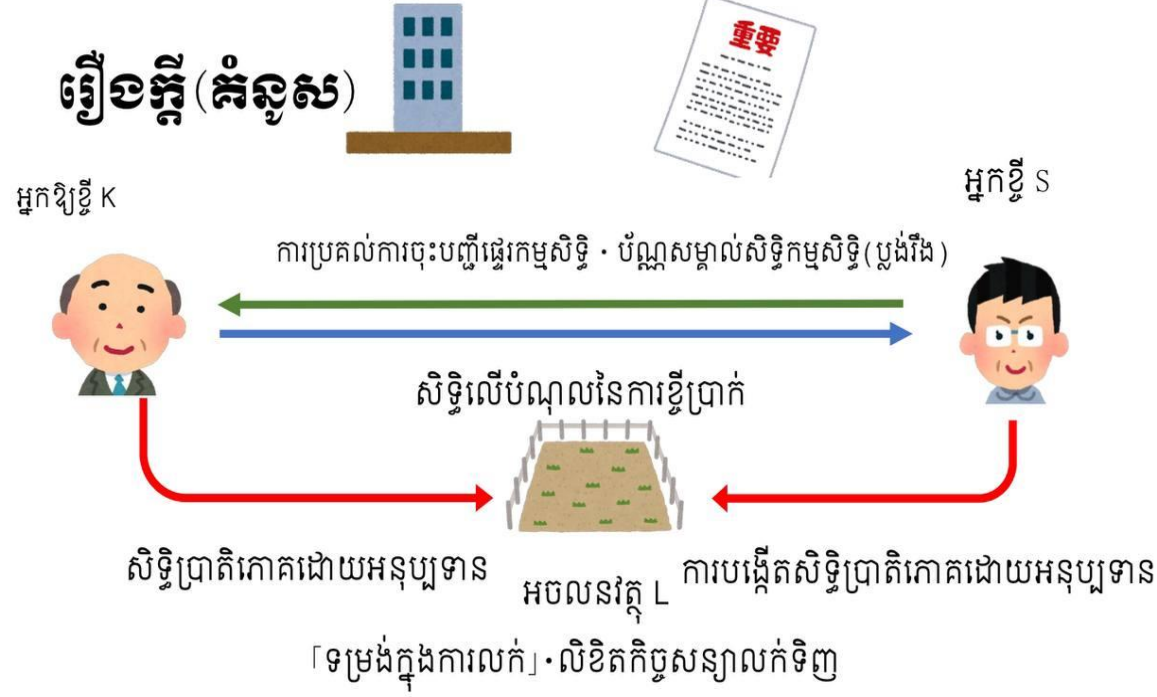 រឿងក្តី(គំនូស)
重要
អ្នកឱ្យខ្ចី K
អ្នកខ្ចី S
ការប្រគល់ការចុះបញ្ជីផ្ទេរកម្មសិទ្ធិ・ប័ណ្ណសម្គាល់សិទ្ធិកម្មសិទ្ធិ(ប្លង់រឹង)
សិទ្ធិលើបំណុលនៃការខ្ចីប្រាក់
សិទ្ធិប្រាតិភោគដោយអនុប្បទាន
ការបង្កើតសិទ្ធិប្រាតិភោគដោយអនុប្បទាន
អចលនវត្ថុ L
「ទម្រង់ក្នុងការលក់」・លិខិតកិច្ចសន្យាលក់ទិញ